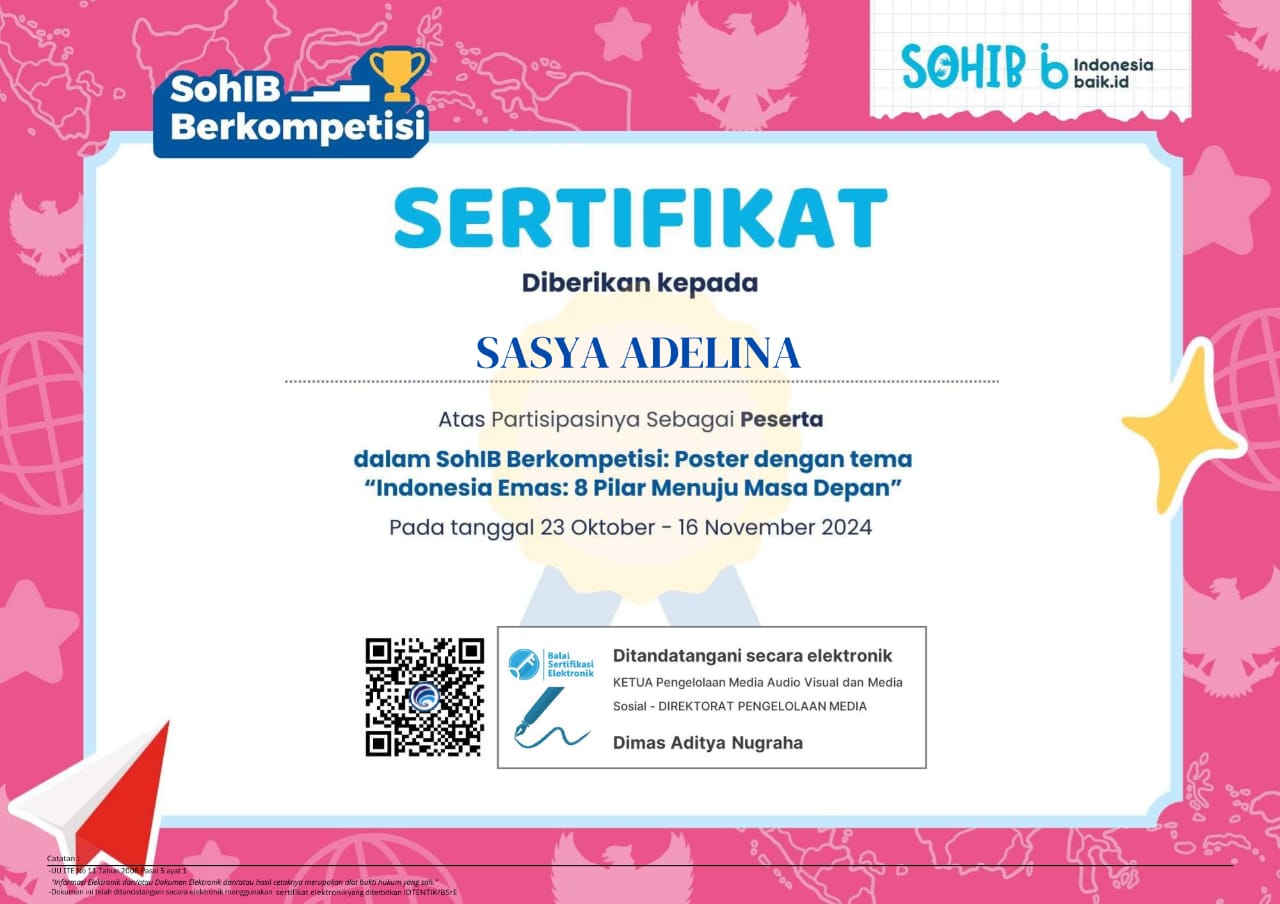 SohIB
Berkompetisi
SOHIB Indonesia
baik.id
SERTIFIKAT
Diberikan kepada
SASYA ADELINA
Atas Partisipasinya Sebagai Peserta
dalam SohIB Berkompetisi: Poster dengan tema
“Indonesia Emas: 8 Pilar Menuju Masa Depan”
Pada tanggal 23 Oktober - 16 November 2024
Balai
Sertifikasi
Elektronik
Ditandatangani secara elektronik
KETUA Pengelolaan Media Audio Visual dan Media
Sosial - DIREKTORAT PENGELOLAAN MEDIA
Dimas Aditya Nugraha
Catatan :
-UU ITE No 11 Tahun 2008 Pasal 5 ayat 1
"Informasi Elektronik dan/atau Dokumen Elektronik dan/atau hasil cetaknya merupakan alat bukti hukum yang sah."
-Dokumen ini telah ditandatangani secara elektronik menggunakan sertifikat elektronikyang diterbitkan IOTENTIK/BSrE